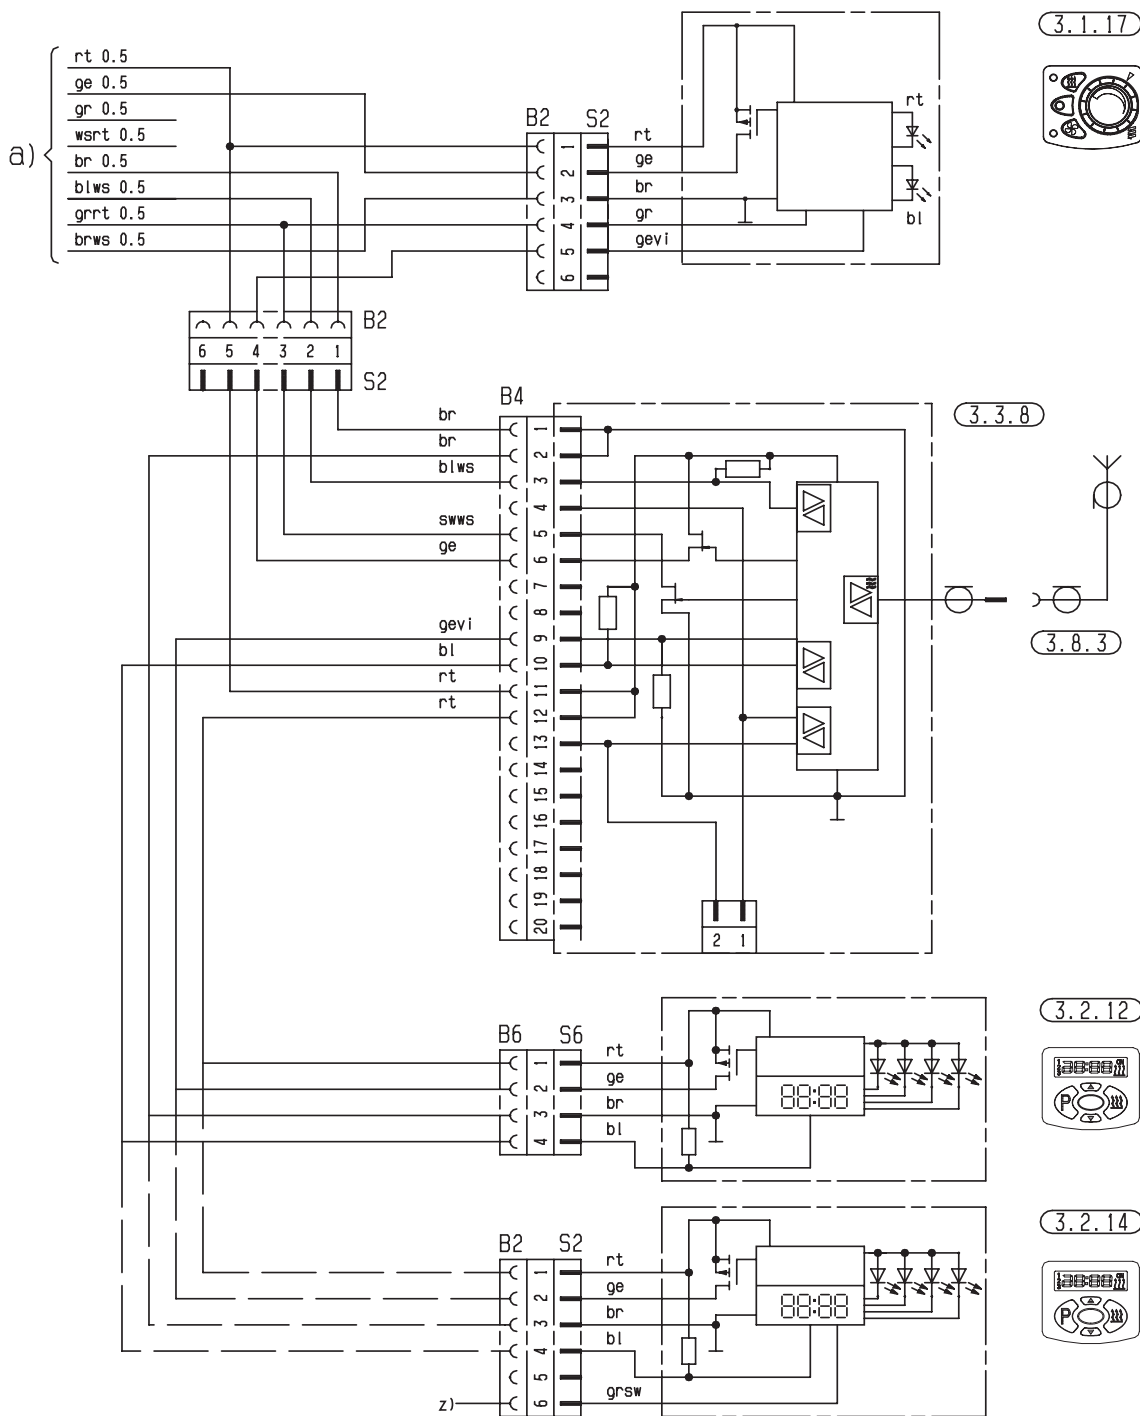 3.1.17
a)
rt 0.5
ge 0.5
gr 0.5
wsrt 0.5
br 0.5
blws 0.5
grrt 0.5
brws 0.5
B2 S2
1
2
3
4
5
6
rt
ge
br
gr
gevi
rt
bl
B2
6 5 4 3 2 1
S2
B4
3.3.8
br
br
blws
swws
ge
gevi
bl
rt
rt
1
2
3
4
5
6
7
8
9
10
11
12
13
14
15
16
17
18
19
20
2 1
3.8.3
3.2.12
B6 S6
1
2
3
4
rt
ge
br
bl
88:88
P
3.2.14
B2 S2
1
2
3
4
5
6
rt
ge
br
bl
grsw
88:88
P
z)